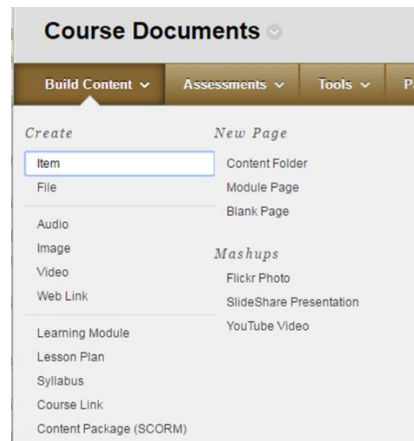 Course Documents
Build Content Assessments Tools P
Create
Item
File
Audio
Image
Video
Web Link
Learning Module
Lesson Plan
Syllabus
Course Link
Content Package (SCORM)
New Page
Content Folder
Module Page
Blank Page
Mashups
Flickr Photo
SlideShare Presentation
YouTube Video